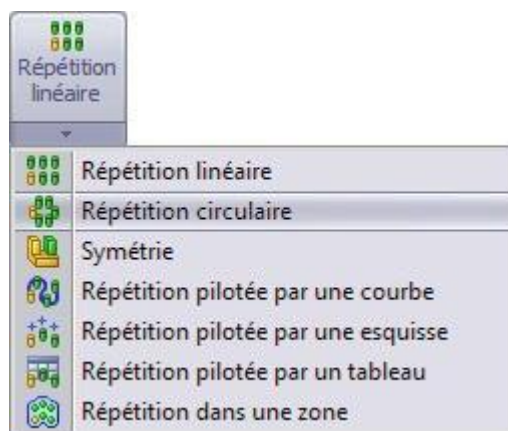 Répétition
linéaire
Répétition linéaire
Répétition circulaire
Symétrie
Répétition pilotée par une courbe
Répétition pilotée par une esquisse
Répétition pilotée par un tableau
Répétition dans une zone